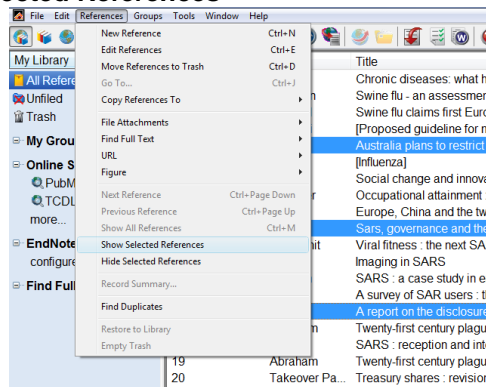 ected References
File Edit References Groups Tools Window Help
My Library
All Refere
Unfiled
Trash
My Grou
Online S
PubM
TCDL
more...
EndNote
configure
Find Full
New Reference Ctrl+N
Edit References Ctrl+E
Move References to Trash Ctrl+D
Go To... Ctrl+J
Copy References To
File Attachments
Find Full Text
URL
Figure
Next Reference Ctrl+Page Down
Previous Reference Ctrl+Page Up
Show All References Ctrl+M
Show Selected References
Hide Selected References
Record Summary...
Find Duplicates
Restore to Library
Empty Trash
Title
Chronic diseases: what h
Swine flu - an assessmer
Swine flu claims first Euro
[Proposed guideline for n
Australia plans to restrict
[Influenza]
Social change and innova
Occupational attainment :
Europe, China and the tw
Sars, governance and the
Viral fitness : the next SA
Imaging in SARS
SARS : a case study in e
A survey of SAR users : th
A report on the disclosure
Twenty-first century plagu
SARS : reception and inte
19 Abraham Twenty-first century plagu
20 Takeover Pa... Treasury shares : revision